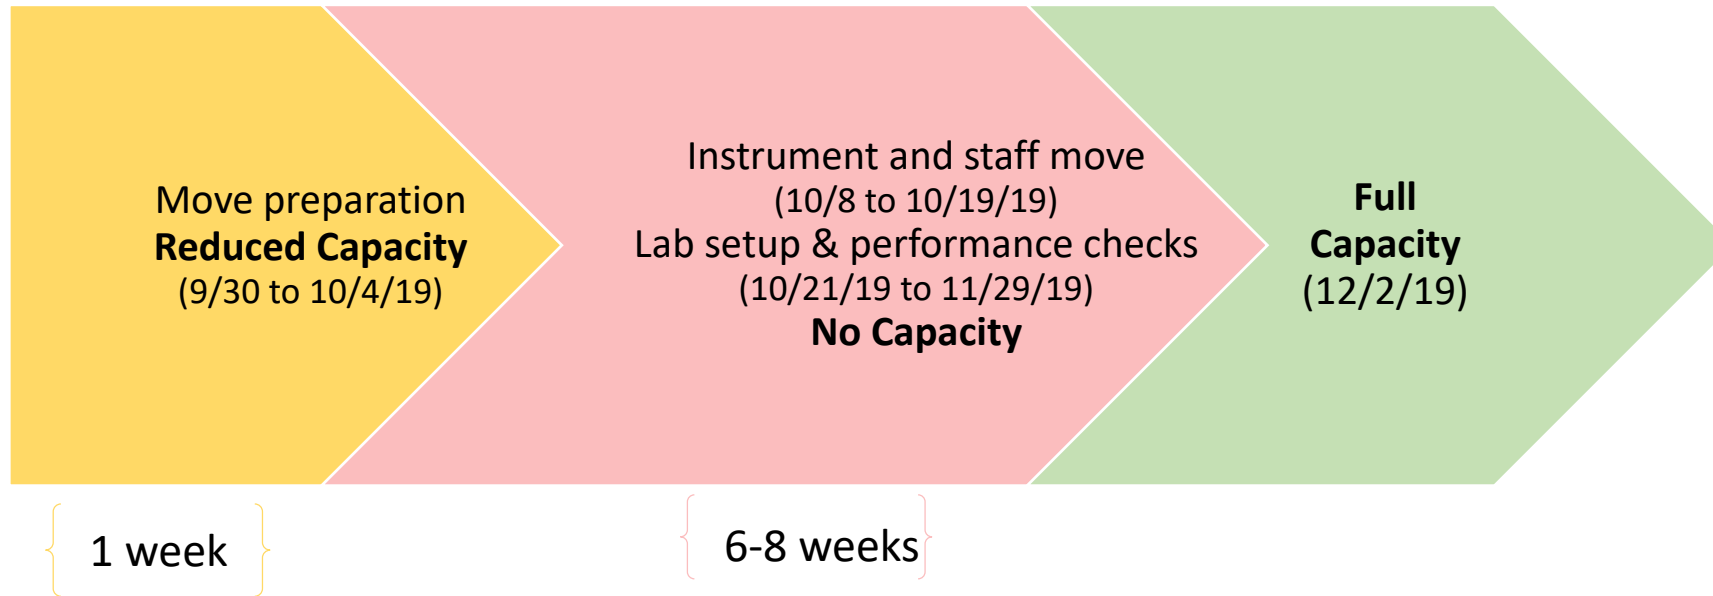 Move preparation
Reduced Capacity
(9/30 to 10/4/19)
Instrument and staff move
(10/8 to 10/19/19)
Lab setup & performance checks
(10/21/19 to 11/29/19)
No Capacity
Full
Capacity
(12/2/19)
1 week
6-8 weeks